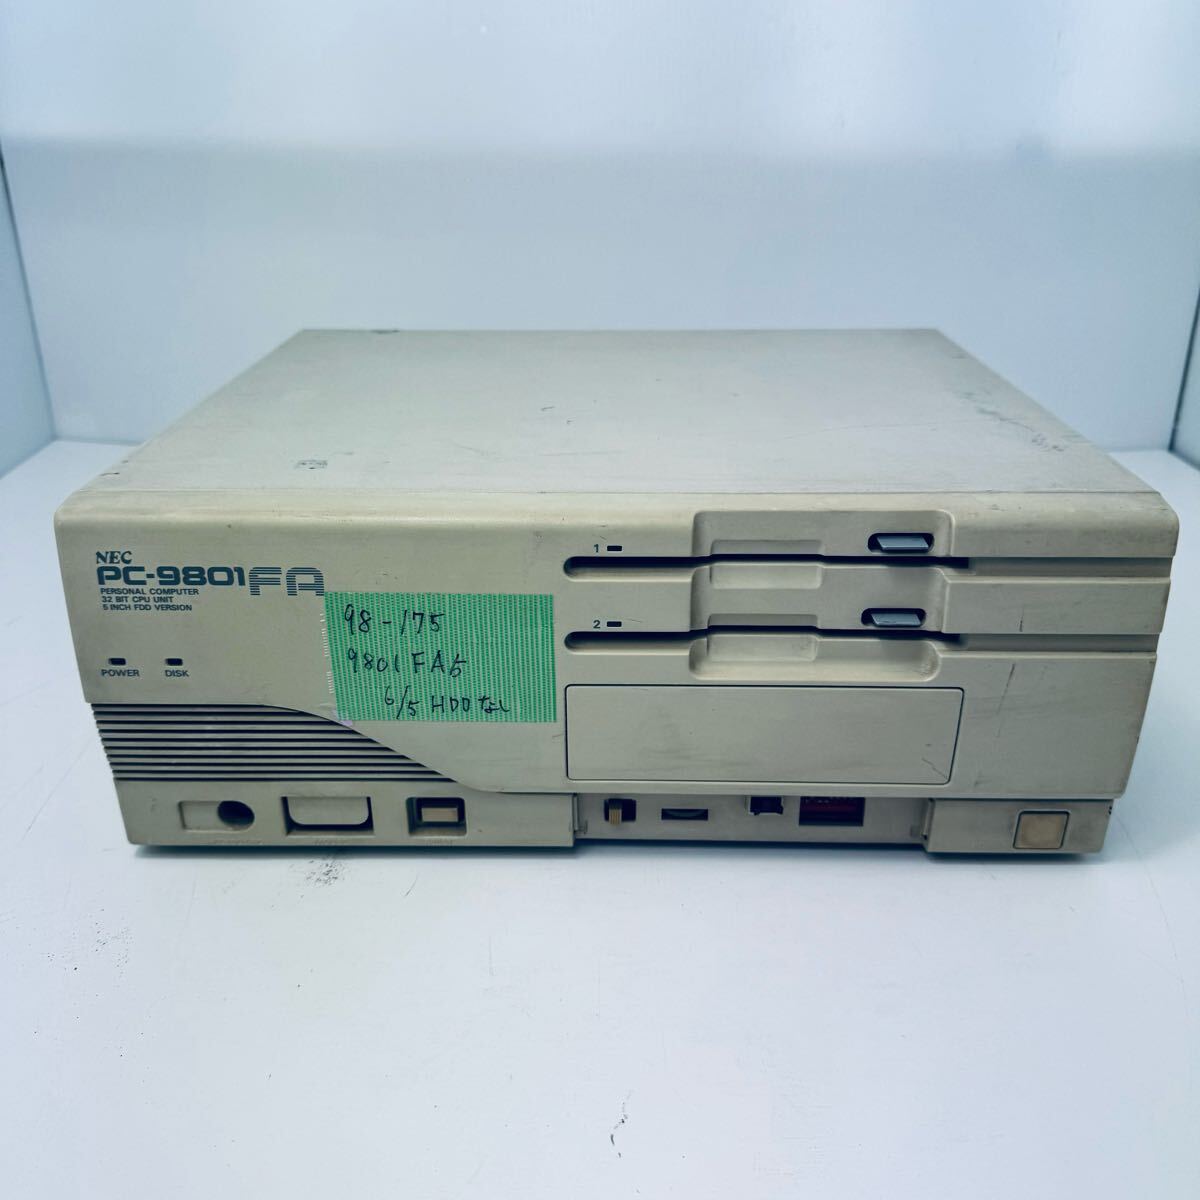 NEC
PC-9801FA
PERSONAL COMPUTER
32 BIT CPU UNIT
5 INCH FDD VERSION
POWER DISK
98-175
9801FA5
6/5 HDDなし
1
2